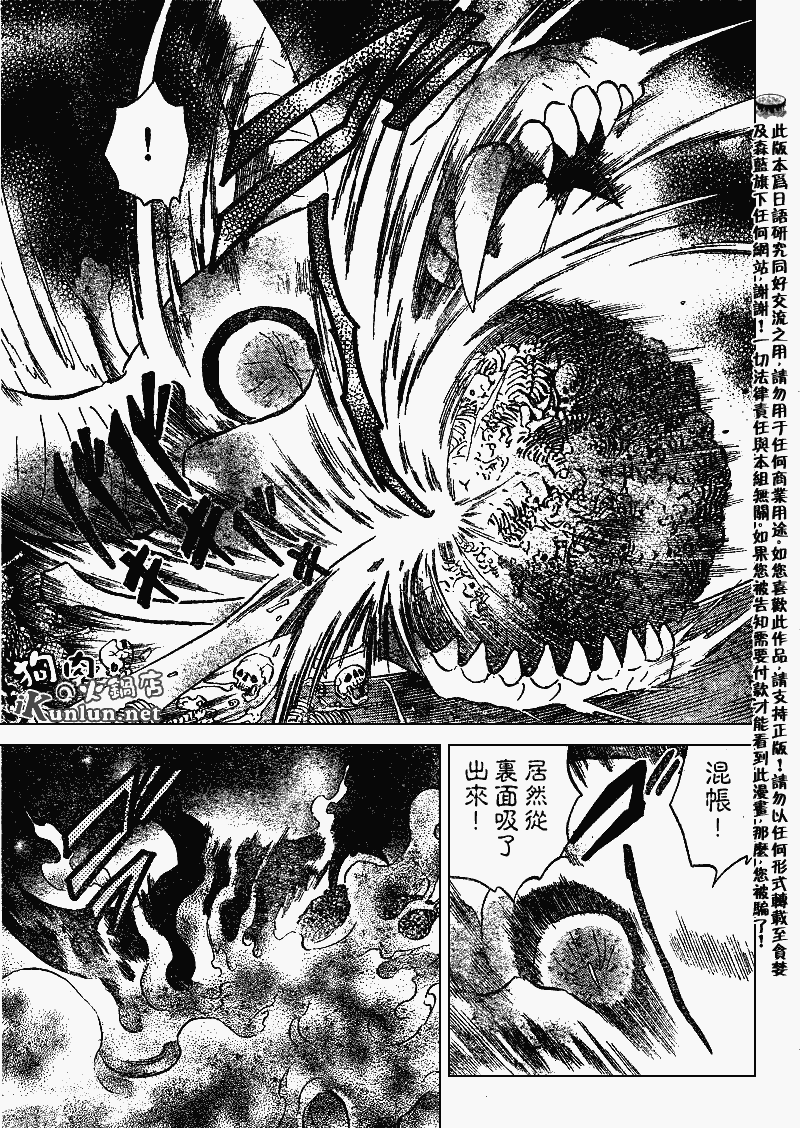 !
混帳!
居然從
裏面吸了
出來!
狗肉
の火鍋店
iKunlun.net
此版本爲日語研究同好交流之用,請勿用于任何商業用途。如您喜歡此作品,請支持正版!請勿以任何形式轉載至貪婪
及森藍旗下任何網站,謝謝!一切法律責任與本組無關。如果您被告知需要付款才能看到此漫畫,那麼,您被騙了!